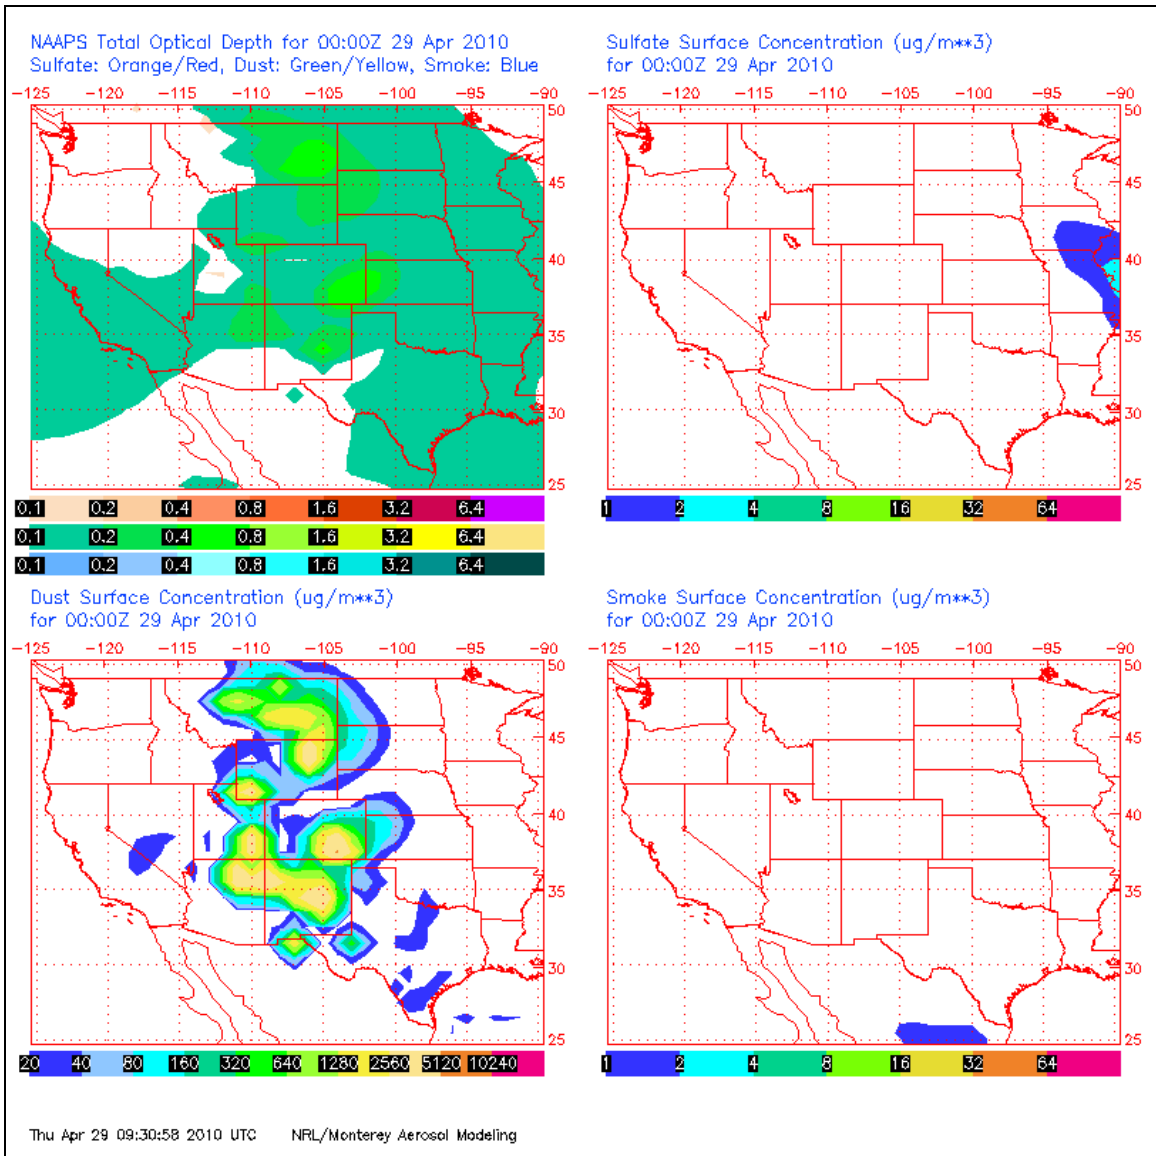 NAAPS Total Optical Depth for 00:00Z 29 Apr 2010
Sulfate: Orange/Red, Dust: Green/Yellow, Smoke: Blue
-125 -120 -115 -110 -105 -100 -95 -90
50
45
40
35
30
25
0.1 0.2 0.4 0.8 1.6 3.2 6.4
0.1 0.2 0.4 0.8 1.6 3.2 6.4
0.1 0.2 0.4 0.8 1.6 3.2 6.4
Sulfate Surface Concentration (ug/m**3)
for 00:00Z 29 Apr 2010
-125 -120 -115 -110 -105 -100 -95 -90
50
45
40
35
30
25
1 2 4 8 16 32 64
Dust Surface Concentration (ug/m**3)
for 00:00Z 29 Apr 2010
-125 -120 -115 -110 -105 -100 -95 -90
50
45
40
35
30
25
20 40 80 160 320 640 1280 2560 5120 10240
Smoke Surface Concentration (ug/m**3)
for 00:00Z 29 Apr 2010
-125 -120 -115 -110 -105 -100 -95 -90
50
45
40
35
30
25
1 2 4 8 16 32 64
Thu Apr 29 09:30:58 2010 UTC NRL/Monterey Aerosol Modeling